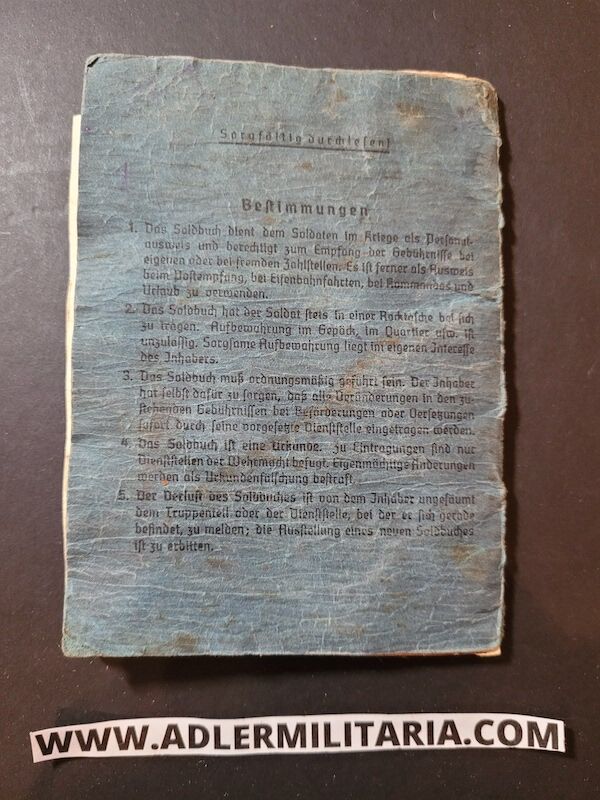 Sorgfältig durchlesen!
Bestimmungen
1. Das Soldbuch dient dem Soldaten im Kriege als Personal-
ausweis und berechtigt zum Empfang der Gebührnisse bei
eigenen oder bei fremden Zahlstellen. Es ist ferner als Ausweis
beim Postempfang, bei Eisenbahnfahrten, bei Kommandos und
Urlaub zu verwenden.
2. Das Soldbuch hat der Soldat stets in einer Rocktasche bei sich
zu tragen. Aufbewahrung im Gepäck, im Quartier usw. ist
unzulässig. Sorgsame Aufbewahrung liegt im eigenen Interesse
des Inhabers.
3. Das Soldbuch muß ordnungsmäßig geführt sein. Der Inhaber
hat selbst dafür zu sorgen, daß alle Veränderungen in den zu-
stehenden Gebührnissen bei Beförderungen oder Versetzungen
sofort durch seine vorgesetzte Dienststelle eingetragen werden.
4. Das Soldbuch ist eine Urkunde. Zu Eintragungen sind nur
Dienststellen der Wehrmacht befugt. Eigenmächtige Änderungen
werden als Urkundenfälschung bestraft.
5. Der Verlust des Soldbuches ist von dem Inhaber ungesäumt
dem Truppenteil oder der Dienststelle, bei der er sich gerade
befindet, zu melden; die Ausstellung eines neuen Soldbuches
ist zu erbitten.
WWW.ADLERMILITARIA.COM